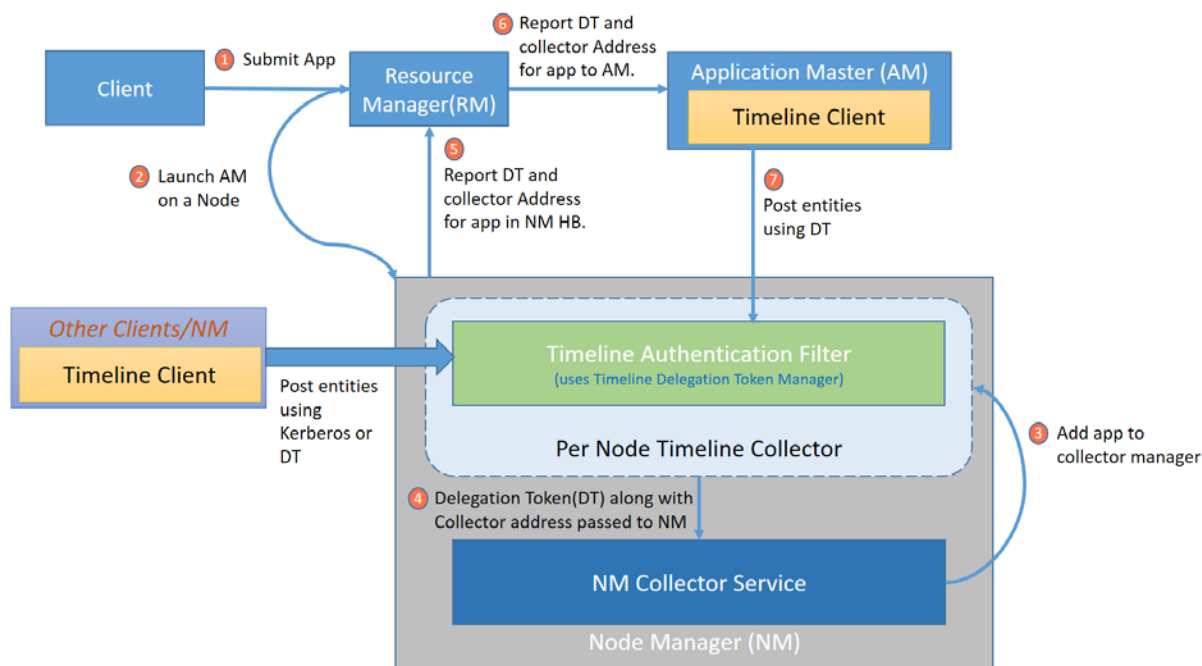 6 Report DT and
collector Address
for app to AM.
1 Submit App
Client
Resource
Manager(RM)
Application Master (AM)
Timeline Client
2 Launch AM
on a Node
5
Report DT and
collector Address
for app in NM HB.
7
Post entities
using DT
Other Clients/NM
Timeline Client
Post entities
using
Kerberos or
DT
Timeline Authentication Filter
(uses Timeline Delegation Token Manager)
Per Node Timeline Collector
3 Add app to
collector manager
4 Delegation Token(DT) along with
Collector address passed to NM
NM Collector Service
Node Manager (NM)